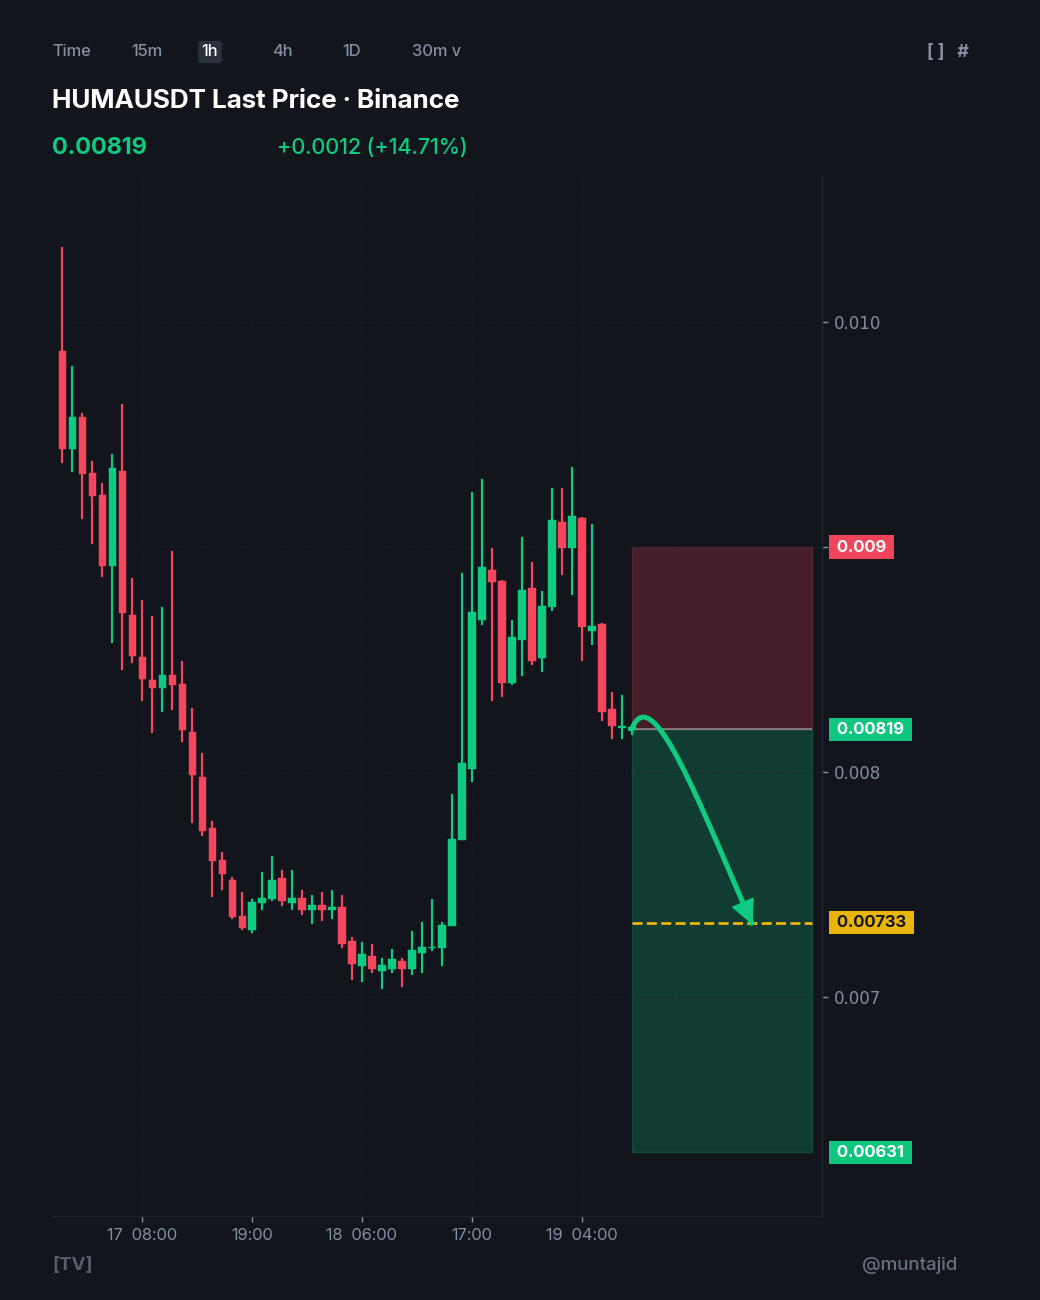 Time 15m 1h 4h 1D 30m v [ ] #
HUMAUSDT Last Price · Binance
0.00819 +0.0012 (+14.71%)
0.010
0.009
0.00819
0.008
0.00733
0.007
0.00631
17 08:00 19:00 18 06:00 17:00 19 04:00
[TV] @muntajid